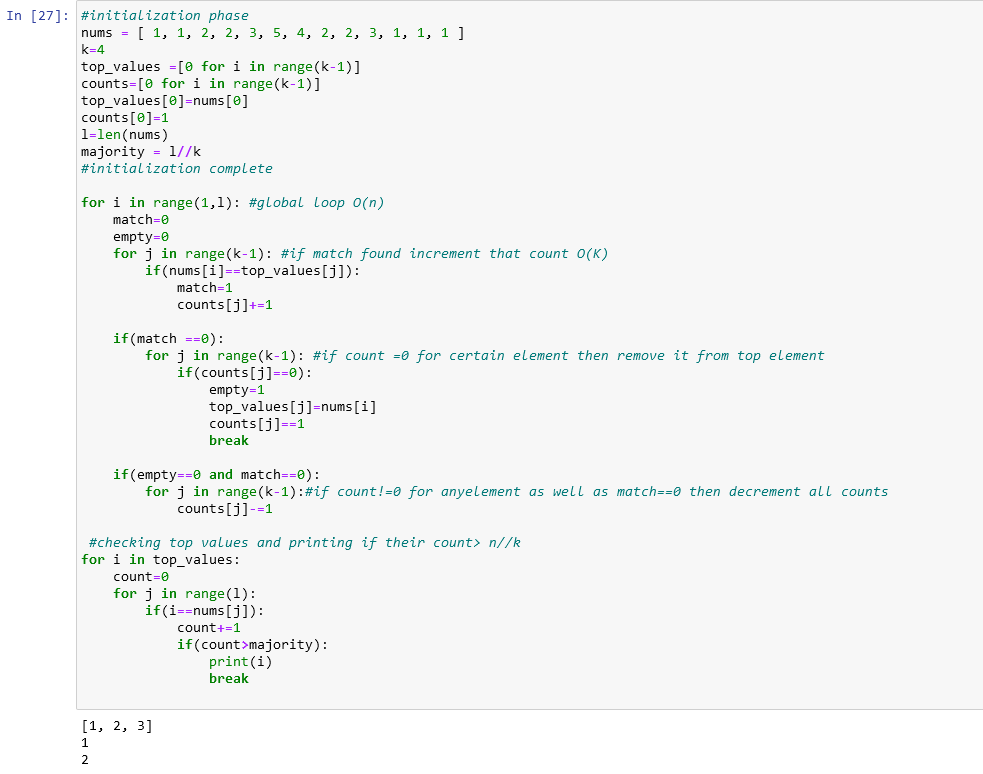 In [27]: #initialization phase
nums = [ 1, 1, 2, 2, 3, 5, 4, 2, 2, 3, 1, 1, 1 ]
k=4
top_values =[0 for i in range(k-1)]
counts=[0 for i in range(k-1)]
top_values[0]=nums[0]
counts[0]=1
l=len(nums)
majority = l//k
#initialization complete

for i in range(1,l): #global loop O(n)
    match=0
    empty=0
    for j in range(k-1): #if match found increment that count O(K)
        if(nums[i]==top_values[j]):
            match=1
            counts[j]+=1

    if(match ==0):
        for j in range(k-1): #if count =0 for certain element then remove it from top element
            if(counts[j]==0):
                empty=1
                top_values[j]=nums[i]
                counts[j]==1
                break

    if(empty==0 and match==0):
        for j in range(k-1):#if count!=0 for anyelement as well as match==0 then decrement all counts
            counts[j]-=1

 #checking top values and printing if their count> n//k
for i in top_values:
    count=0
    for j in range(l):
        if(i==nums[j]):
            count+=1
            if(count>majority):
                print(i)
                break

[1, 2, 3]
1
2